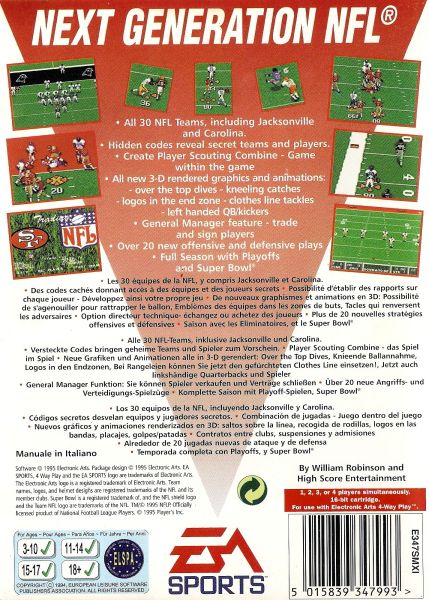 NEXT GENERATION NFL®
• All 30 NFL Teams, including Jacksonville
and Carolina.
• Hidden codes reveal secret teams and players.
• Create Player Scouting Combine - Game
within the game
• All new 3-D rendered graphics and animations:
- over the top dives - kneeling catches
- logos in the end zone - clothes line tackles
- left handed QB/kickers
• General Manager feature - trade
and sign players
• Over 20 new offensive and defensive plays
• Full Season with Playoffs
and Super Bowl®
• Les 30 équipes de la NFL, y compris Jacksonville et Carolina.
• Des codes cachés donnant accès à des équipes et des joueurs secrets • Possibilité d'établir des rapports sur
chaque joueur - Développez ainsi votre propre jeu • De nouveaux graphismes et animations en 3D: Possibilité
de s'agenouiller pour rattraper le ballon, Emblèmes des équipes dans les zones de buts, Tacles qui renversent
les adversaires • Option directeur technique- échangez ou achetez des joueurs • Plus de 20 nouvelles stratégies
offensives et défensives • Saison avec les Eliminatoires, et le Super Bowl®
• Alle 30 NFL-Teams, inklusive Jacksonville und Carolina.
• Versteckte Codes bringen geheime Teams und Spieler zum Vorschein. • Player Scouting Combine - das Spiel
im Spiel • Neue Grafiken und Animationen alle in 3-D gerendert: Over the Top Dives, Knieende Ballannahme,
Logos in den Endzonen, Bei Rangeleien können Sie jetzt den gefürchteten Clothes Line einsetzen!, Jetzt auch
linkshändige Quarterbacks und Spieler
• General Manager Funktion: Sie können Spieler verkaufen und Verträge schließen • Über 20 neue Angriffs- und
Verteidigungs-Spielzüge • Komplette Saison mit Playoff-Spielen, Super Bowl®
• Los 30 equipos de la NFL, incluyendo Jacksonville y Carolina.
• Códigos secretos desvelan equipos y jugadores secretos. • Combinación de jugadas - Juego dentro del juego
• Nuevos gráficos y animaciones renderizados en 3-D: saltos sobre la línea, recogida de rodillas, logos en las
bandas, placajes, golpes/patadas • Contratos entre clubs, suspensiones y admisiones
• Alrededor de 20 jugadas nuevas de ataque y de defensa
• Temporada completa con Playoffs, y Super Bowl®
Manuale in Italiano
Software © 1995 Electronic Arts. Package design © 1995 Electronic Arts. EA
SPORTS, 4 Way Play and the EA SPORTS logo are trademarks of Electronic Arts.
The Electronic Arts logo is a registered trademark of Electronic Arts. Team
names, logos, and helmet designs are registered trademarks of the NFL and its
member clubs. Super Bowl is a registered trademark of, and the NFL shield logo
and the Team NFL logo are trademarks of the NFL. TM/© 1995 NFLP. Officially
licensed product of National Football League Players. © 1995 Player's Inc.
By William Robinson and
High Score Entertainment
1, 2, 3, or 4 players simultaneously,
16-bit cartridge.
For use with Electronic Arts 4-Way Play™.
For Ages - Pour Ages - Für Jahre - Per Anni
3-10
11-14
15-17
18+
ELSPA
COPYRIGHT © 1994, EUROPEAN LEISURE SOFTWARE
PUBLISHERS ASSOCIATION. ALL RIGHTS RESERVED.
EA
SPORTS™
E347SMXI
5 015839 347993 >